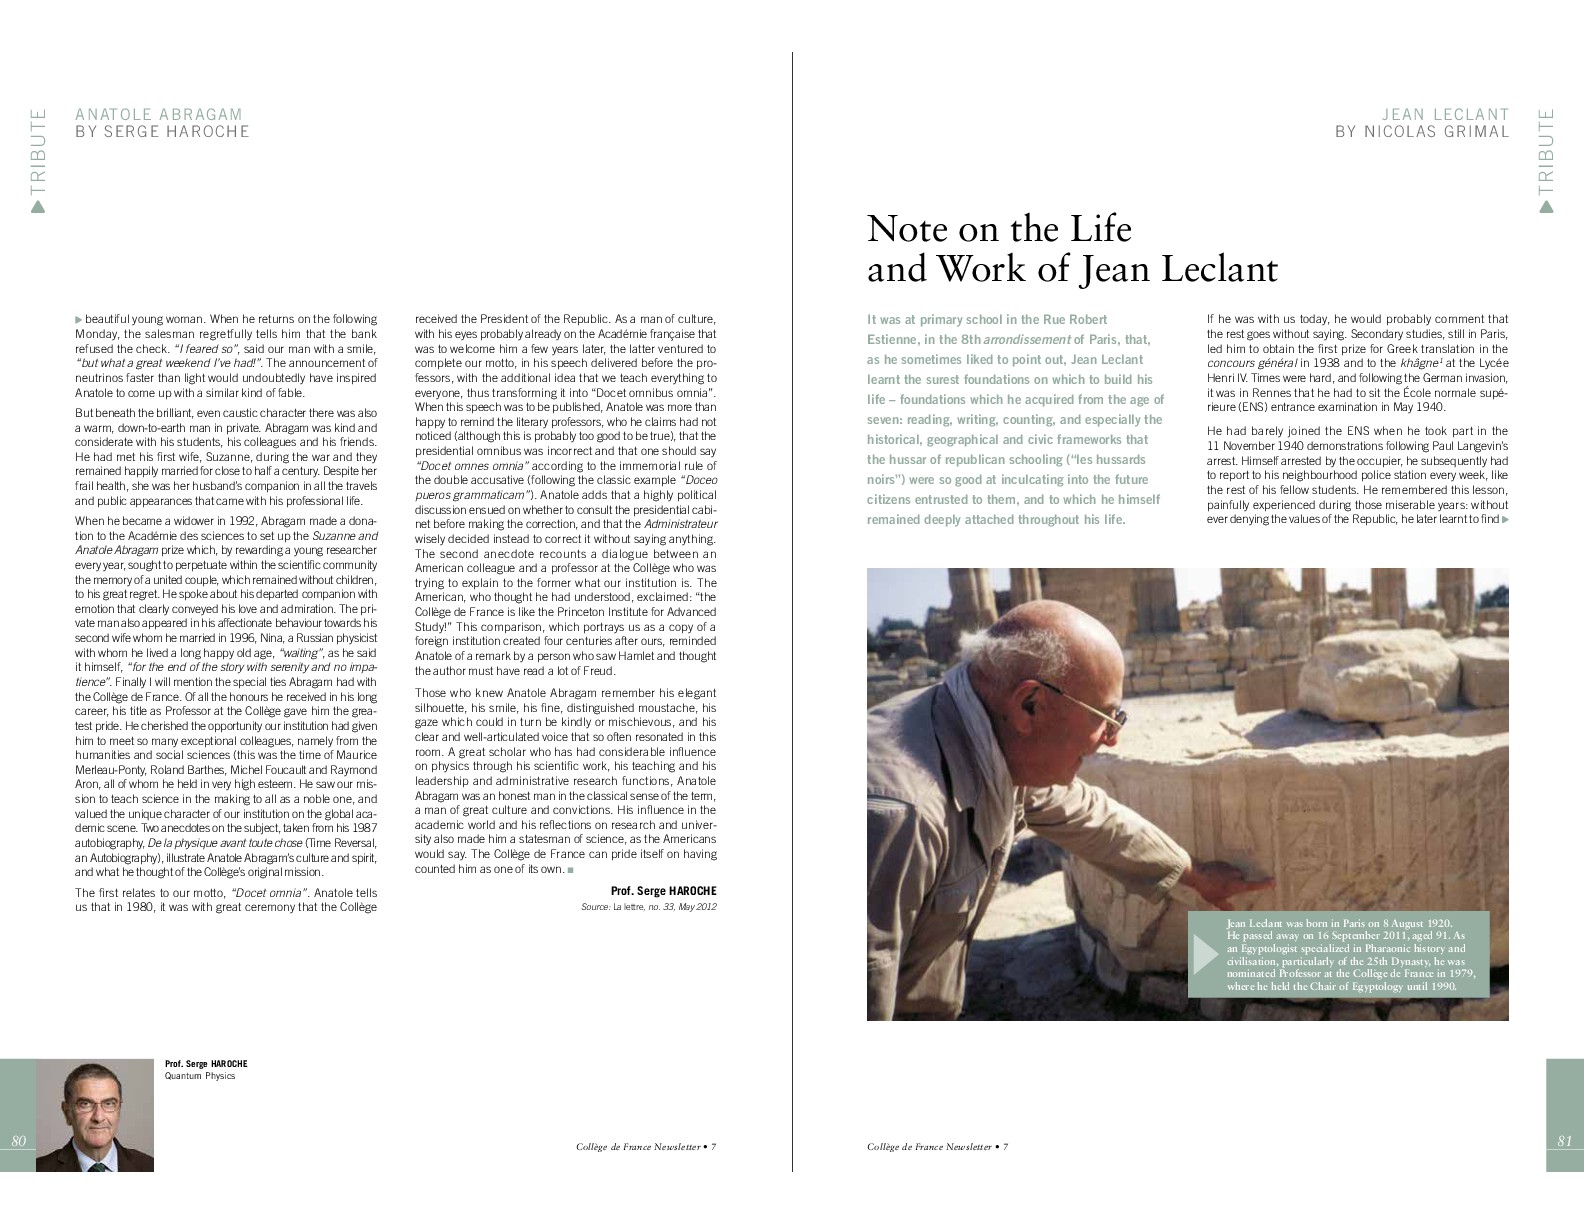 TRIBUTE
ANATOLE ABRAGAM
BY SERGE HAROCHE
beautiful young woman. When he returns on the following
Monday, the salesman regretfully tells him that the bank
refused the check. “I feared so”, said our man with a smile,
“but what a great weekend I’ve had!”. The announcement of
neutrinos faster than light would undoubtedly have inspired
Anatole to come up with a similar kind of fable.
But beneath the brilliant, even caustic character there was also
a warm, down-to-earth man in private. Abragam was kind and
considerate with his students, his colleagues and his friends.
He had met his first wife, Suzanne, during the war and they
remained happily married for close to half a century. Despite her
frail health, she was her husband’s companion in all the travels
and public appearances that came with his professional life.
When he became a widower in 1992, Abragam made a dona-
tion to the Académie des sciences to set up the Suzanne and
Anatole Abragam prize which, by rewarding a young researcher
every year, sought to perpetuate within the scientific community
the memory of a united couple, which remained without children,
to his great regret. He spoke about his departed companion with
emotion that clearly conveyed his love and admiration. The pri-
vate man also appeared in his affectionate behaviour towards his
second wife whom he married in 1996, Nina, a Russian physicist
with whom he lived a long happy old age, “waiting”, as he said
it himself, “for the end of the story with serenity and no impa-
tience”. Finally I will mention the special ties Abragam had with
the Collège de France. Of all the honours he received in his long
career, his title as Professor at the Collège gave him the grea-
test pride. He cherished the opportunity our institution had given
him to meet so many exceptional colleagues, namely from the
humanities and social sciences (this was the time of Maurice
Merleau-Ponty, Roland Barthes, Michel Foucault and Raymond
Aron, all of whom he held in very high esteem. He saw our mis-
sion to teach science in the making to all as a noble one, and
valued the unique character of our institution on the global aca-
demic scene. Two anecdotes on the subject, taken from his 1987
autobiography, De la physique avant toute chose (Time Reversal,
an Autobiography), illustrate Anatole Abragam’s culture and spirit,
and what he thought of the Collège’s original mission.
The first relates to our motto, “Docet omnia”. Anatole tells
us that in 1980, it was with great ceremony that the Collège
received the President of the Republic. As a man of culture,
with his eyes probably already on the Académie française that
was to welcome him a few years later, the latter ventured to
complete our motto, in his speech delivered before the pro-
fessors, with the additional idea that we teach everything to
everyone, thus transforming it into “Docet omnibus omnia”.
When this speech was to be published, Anatole was more than
happy to remind the literary professors, who he claims had not
noticed (although this is probably too good to be true), that the
presidential omnibus was incorrect and that one should say
“Docet omnes omnia” according to the immemorial rule of
the double accusative (following the classic example “Doceo
pueros grammaticam”). Anatole adds that a highly political
discussion ensued on whether to consult the presidential cabi-
net before making the correction, and that the Administrateur
wisely decided instead to correct it without saying anything.
The second anecdote recounts a dialogue between an
American colleague and a professor at the Collège who was
trying to explain to the former what our institution is. The
American, who thought he had understood, exclaimed: “the
Collège de France is like the Princeton Institute for Advanced
Study!” This comparison, which portrays us as a copy of a
foreign institution created four centuries after ours, reminded
Anatole of a remark by a person who saw Hamlet and thought
the author must have read a lot of Freud.
Those who knew Anatole Abragam remember his elegant
silhouette, his smile, his fine, distinguished moustache, his
gaze which could in turn be kindly or mischievous, and his
clear and well-articulated voice that so often resonated in this
room. A great scholar who has had considerable influence
on physics through his scientific work, his teaching and his
leadership and administrative research functions, Anatole
Abragam was an honest man in the classical sense of the term,
a man of great culture and convictions. His influence in the
academic world and his reflections on research and univer-
sity also made him a statesman of science, as the Americans
would say. The Collège de France can pride itself on having
counted him as one of its own.
Prof. Serge HAROCHE
Source: La lettre, no. 33, May 2012
Prof. Serge HAROCHE
Quantum Physics
80
Collège de France Newsletter • 7
TRIBUTE
JEAN LECLANT
BY NICOLAS GRIMAL
Note on the Life
and Work of Jean Leclant
It was at primary school in the Rue Robert
Estienne, in the 8th arrondissement of Paris, that,
as he sometimes liked to point out, Jean Leclant
learnt the surest foundations on which to build his
life – foundations which he acquired from the age of
seven: reading, writing, counting, and especially the
historical, geographical and civic frameworks that
the hussar of republican schooling (“les hussards
noirs”) were so good at inculcating into the future
citizens entrusted to them, and to which he himself
remained deeply attached throughout his life.
If he was with us today, he would probably comment that
the rest goes without saying. Secondary studies, still in Paris,
led him to obtain the first prize for Greek translation in the
concours général in 1938 and to the khâgne¹ at the Lycée
Henri IV. Times were hard, and following the German invasion,
it was in Rennes that he had to sit the École normale supé-
rieure (ENS) entrance examination in May 1940.
He had barely joined the ENS when he took part in the
11 November 1940 demonstrations following Paul Langevin’s
arrest. Himself arrested by the occupier, he subsequently had
to report to his neighbourhood police station every week, like
the rest of his fellow students. He remembered this lesson,
painfully experienced during those miserable years: without
ever denying the values of the Republic, he later learnt to find
Jean Leclant was born in Paris on 8 August 1920.
He passed away on 16 September 2011, aged 91. As
an Egyptologist specialized in Pharaonic history and
civilisation, particularly of the 25th Dynasty, he was
nominated Professor at the Collège de France in 1979,
where he held the Chair of Egyptology until 1990.
Collège de France Newsletter • 7
81